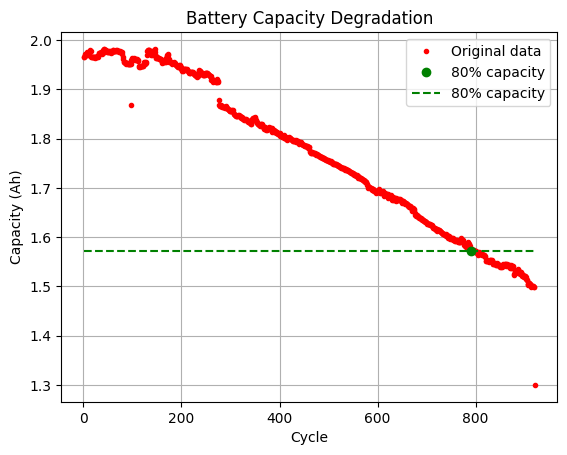 Battery Capacity Degradation
2.0
1.9
1.8
1.7
1.6
1.5
1.4
1.3
Capacity (Ah)
Original data
80% capacity
80% capacity
0
200
400
600
800
Cycle